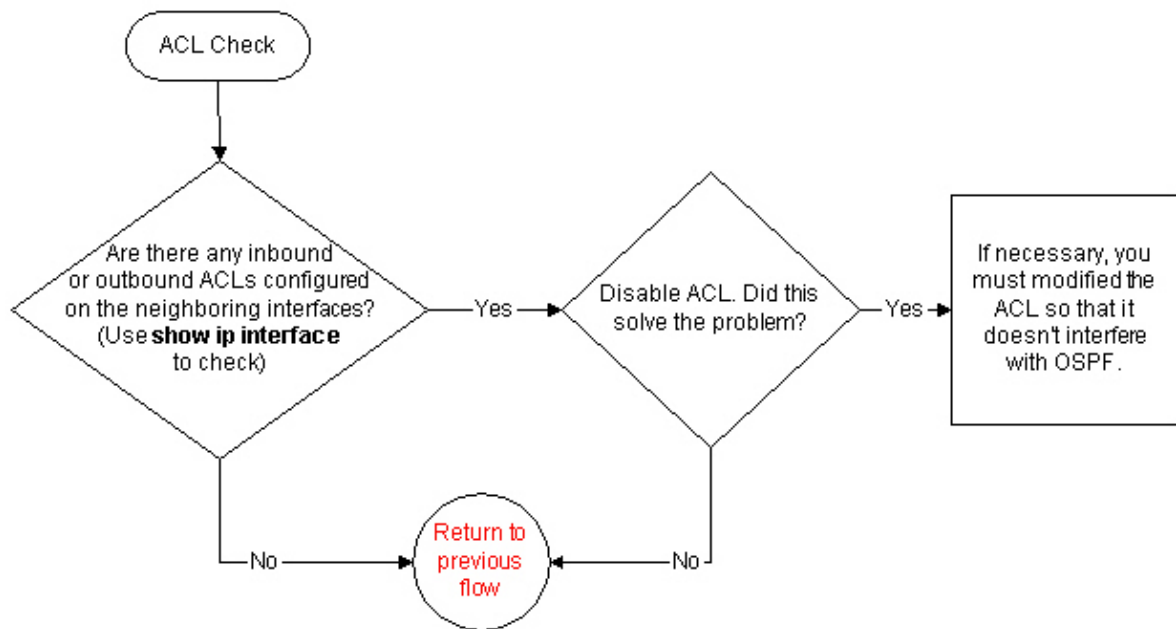 ACL Check
Are there any inbound
or outbound ACLs configured
on the neighboring interfaces?
(Use show ip interface
to check)
Yes
Disable ACL. Did this
solve the problem?
Yes
If necessary, you
must modified the
ACL so that it
doesn't interfere
with OSPF.
No
Return to
previous
flow
No